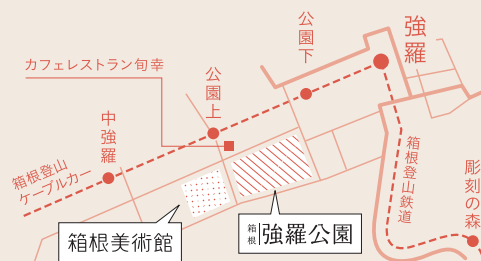 強羅
公園下
カフェレストラン旬幸
公園上
中強羅
箱根登山
ケーブルカー
箱根登山鉄道
彫刻の森
箱根美術館
箱根強羅公園